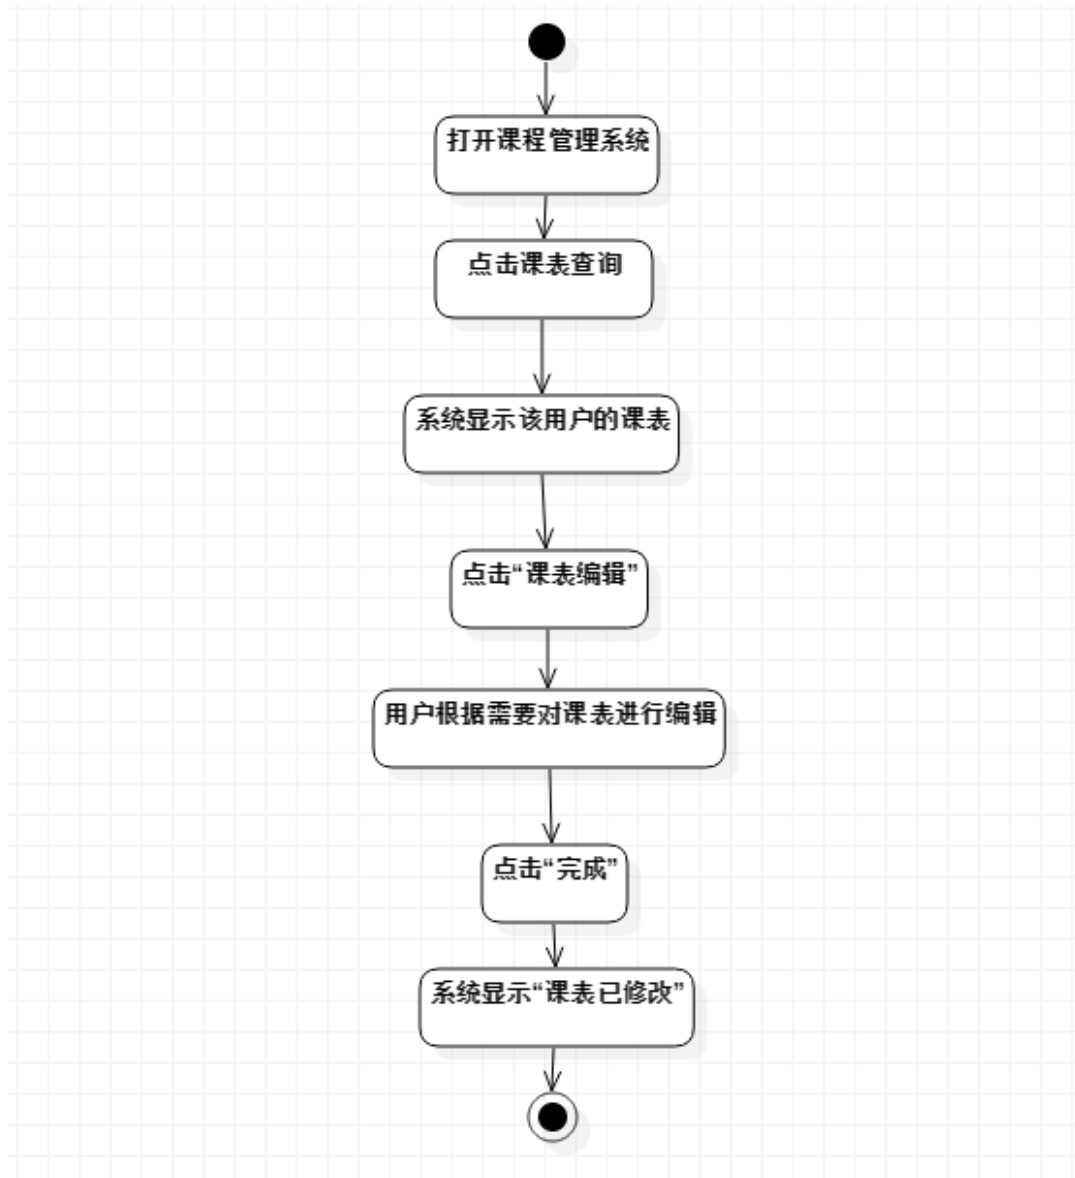 打开课程管理系统
点击课表查询
系统显示该用户的课表
点击“课表编辑”
用户根据需要对课表进行编辑
点击“完成”
系统显示“课表已修改”